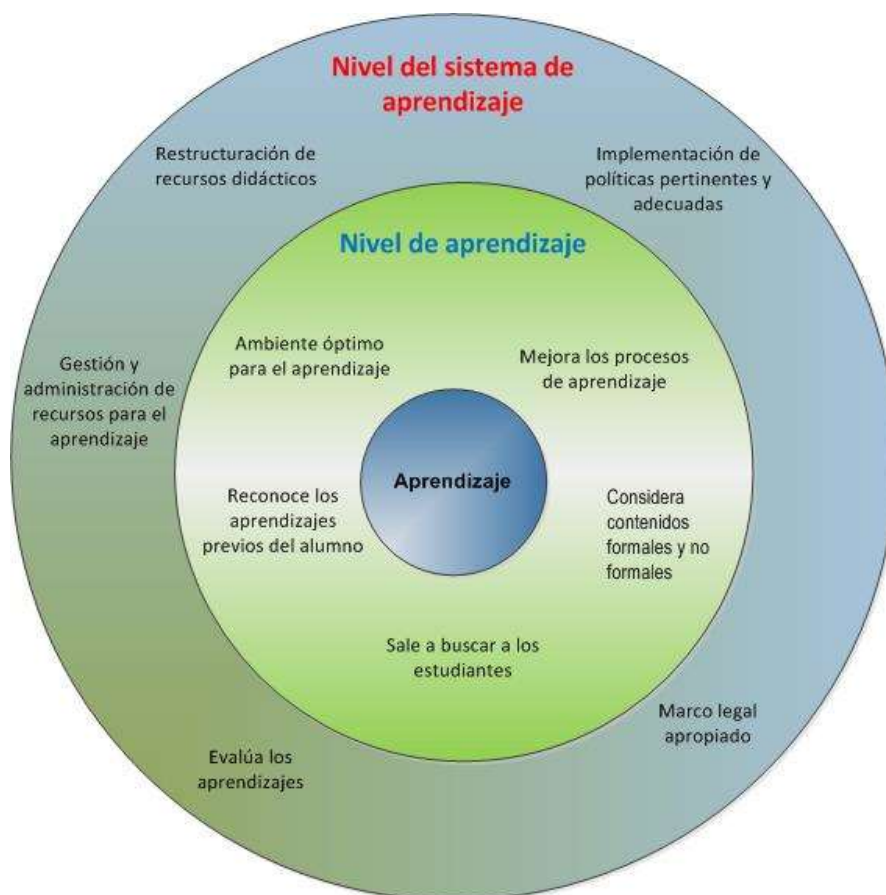 Nivel del sistema de
aprendizaje
Restructuración de
recursos didácticos
Implementación de
políticas pertinentes y
adecuadas
Nivel de aprendizaje
Ambiente óptimo
para el aprendizaje
Mejora los procesos
de aprendizaje
Gestión y
administración de
recursos para el
aprendizaje
Aprendizaje
Reconoce los
aprendizajes
previos del alumno
Considera
contenidos
formales y no
formales
Sale a buscar a los
estudiantes
Marco legal
apropiado
Evalúa los
aprendizajes